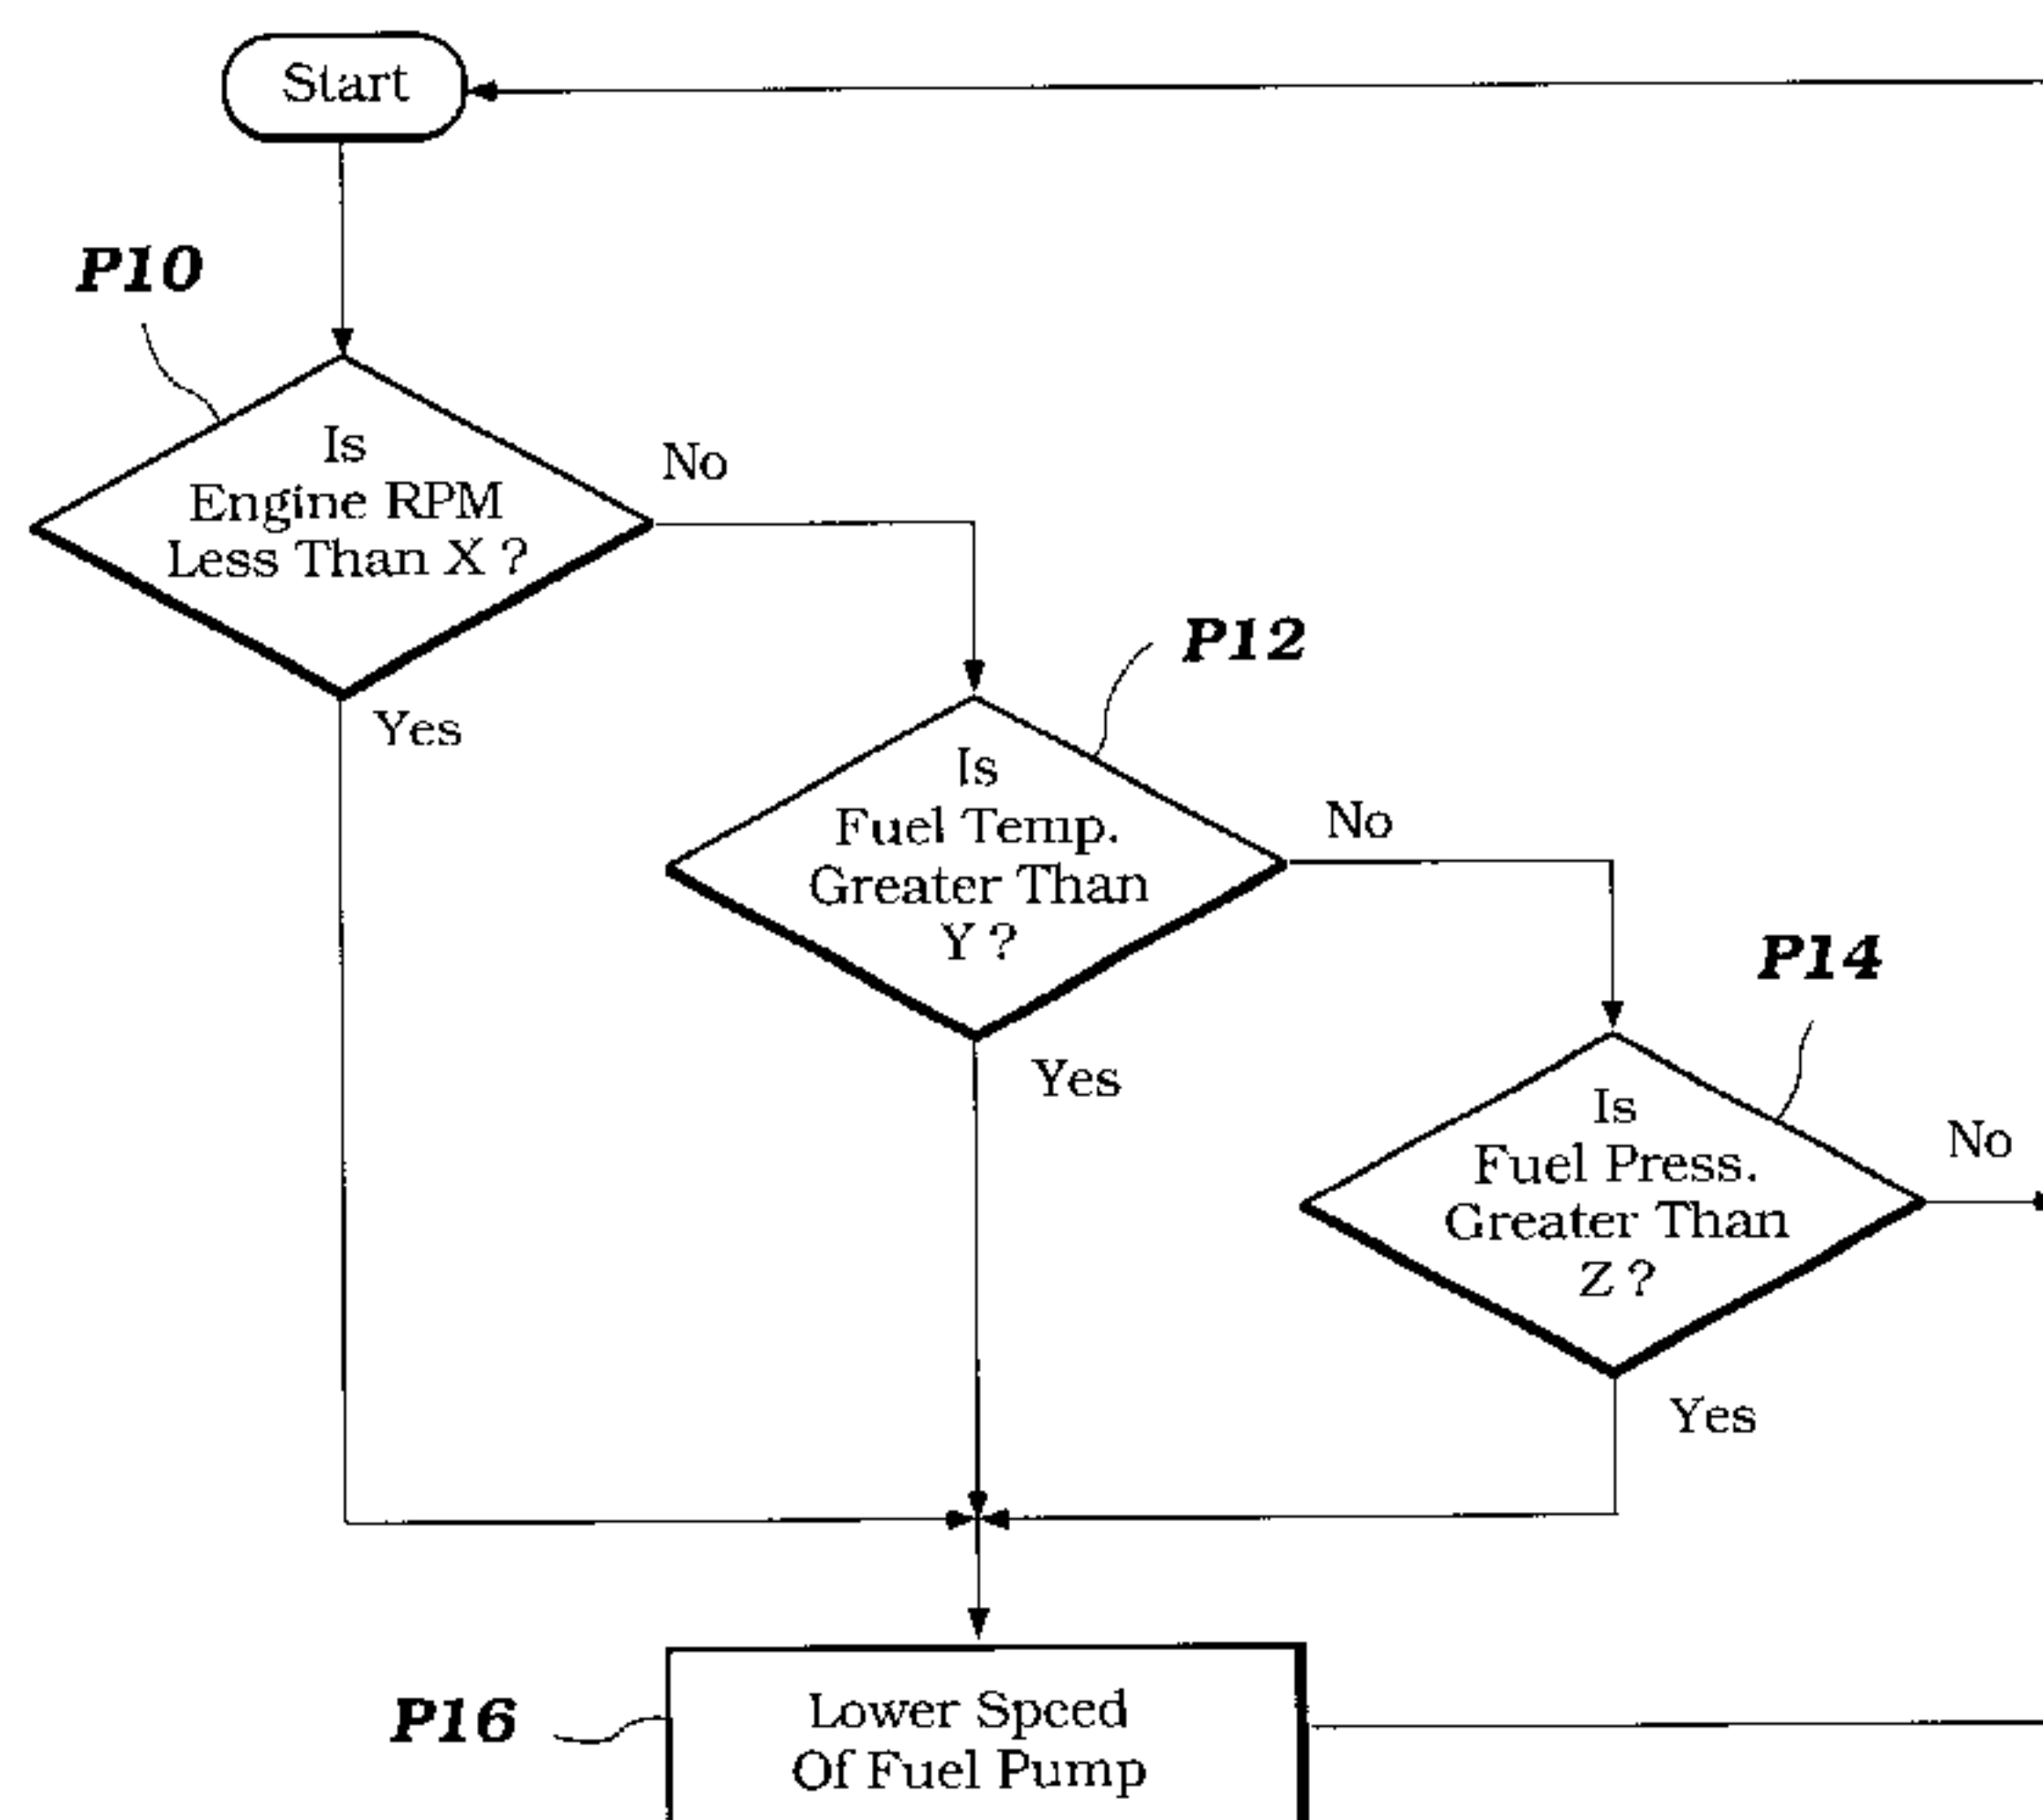 Start
P10
Is
Engine RPM
Less Than X ?
No
Yes
P12
Is
Fuel Temp.
Greater Than
Y ?
No
Yes
P14
Is
Fuel Press.
Greater Than
Z ?
No
Yes
P16
Lower Speed
Of Fuel Pump